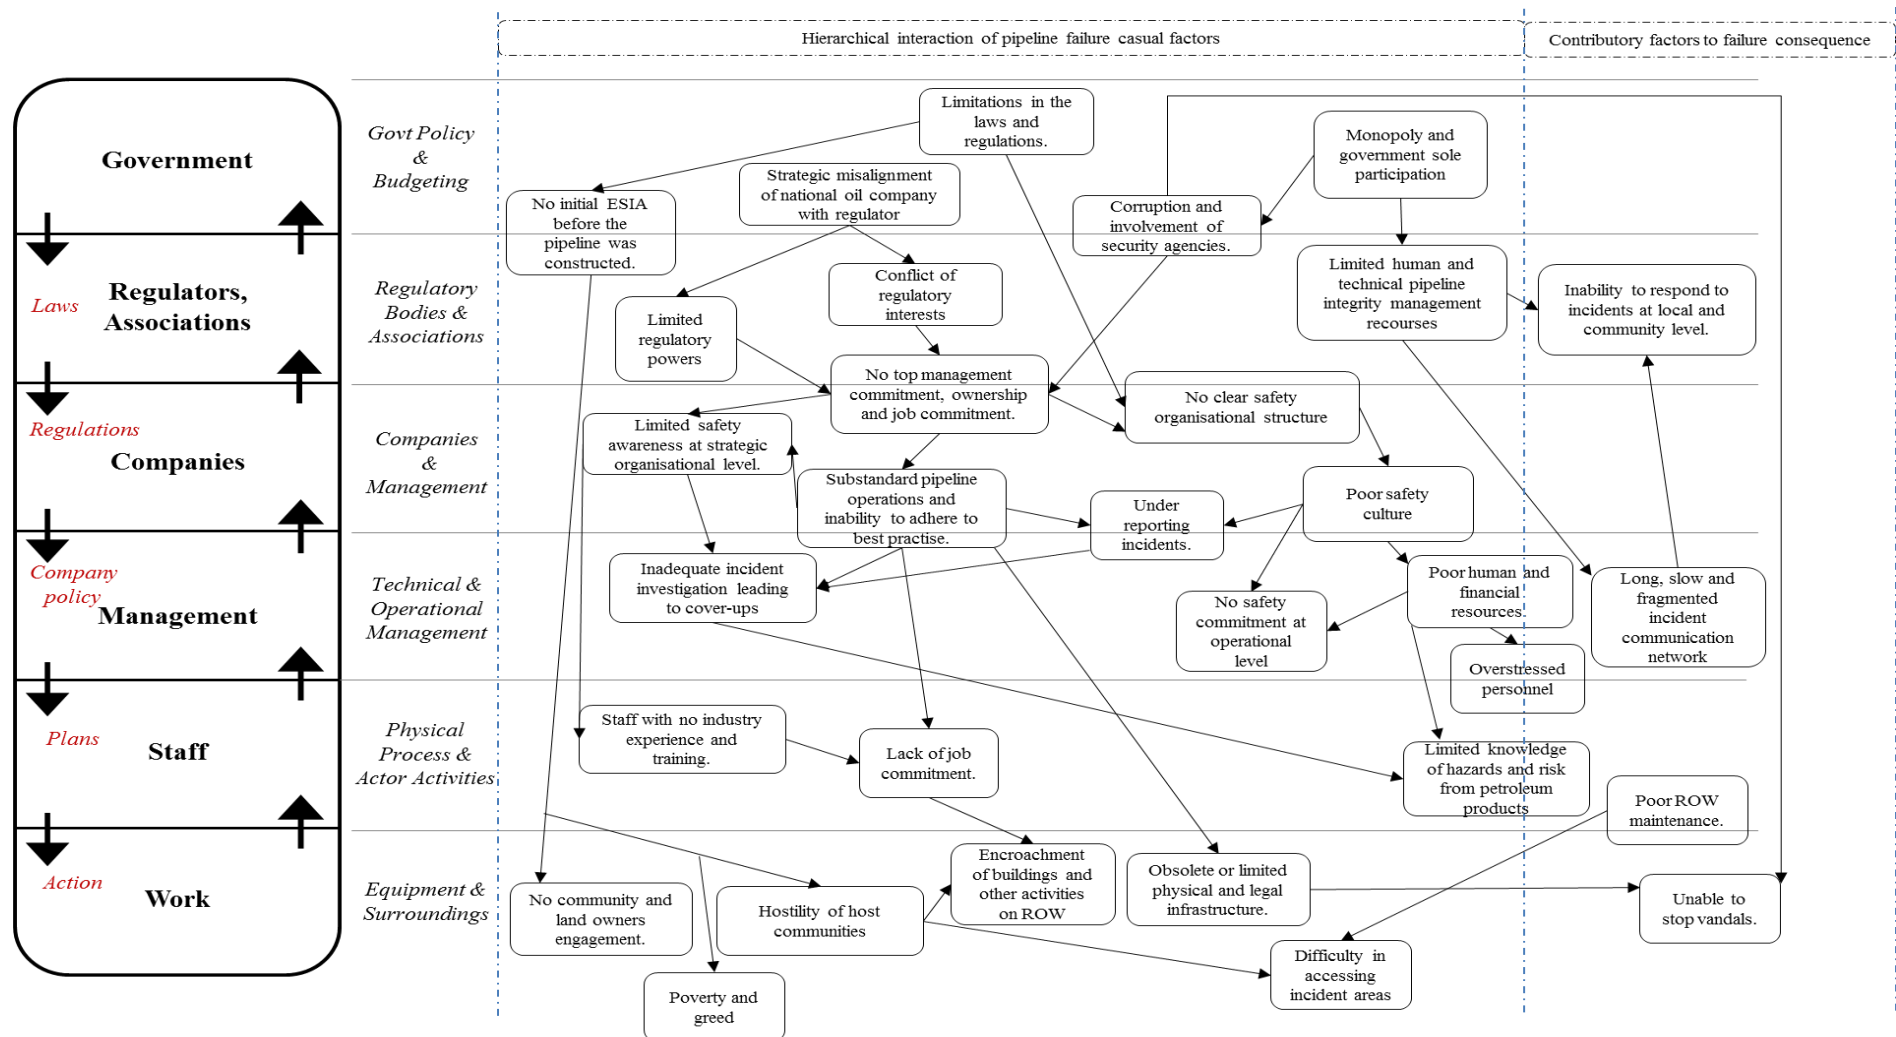 Hierarchical interaction of pipeline failure casual factors
Contributory factors to failure consequence
Government
Regulators,
Associations
Companies
Management
Staff
Work
Laws
Regulations
Company
policy
Plans
Action
Govt Policy
&
Budgeting
Regulatory
Bodies &
Associations
Companies
&
Management
Technical &
Operational
Management
Physical
Process &
Actor Activities
Equipment &
Surroundings
Limitations in the
laws and
regulations.
Monopoly and
government sole
participation
Strategic misalignment
of national oil company
with regulator
No initial ESIA
before the
pipeline was
constructed.
Corruption and
involvement of
security agencies.
Conflict of
regulatory
interests
Limited human and
technical pipeline
integrity management
recourses
Inability to respond to
incidents at local and
community level.
Limited
regulatory
powers
No top management
commitment, ownership
and job commitment.
No clear safety
organisational structure
Limited safety
awareness at strategic
organisational level.
Substandard pipeline
operations and
inability to adhere to
best practise.
Under
reporting
incidents.
Poor safety
culture
Inadequate incident
investigation leading
to cover-ups
No safety
commitment at
operational
level
Poor human and
financial
resources.
Long, slow and
fragmented
incident
communication
network
Overstressed
personnel
Staff with no industry
experience and
training.
Lack of job
commitment.
Limited knowledge
of hazards and risk
from petroleum
products
Poor ROW
maintenance.
No community and
land owners
engagement.
Hostility of host
communities
Encroachment
of buildings and
other activities
on ROW
Obsolete or limited
physical and legal
infrastructure.
Unable to
stop vandals.
Difficulty in
accessing
incident areas
Poverty and
greed